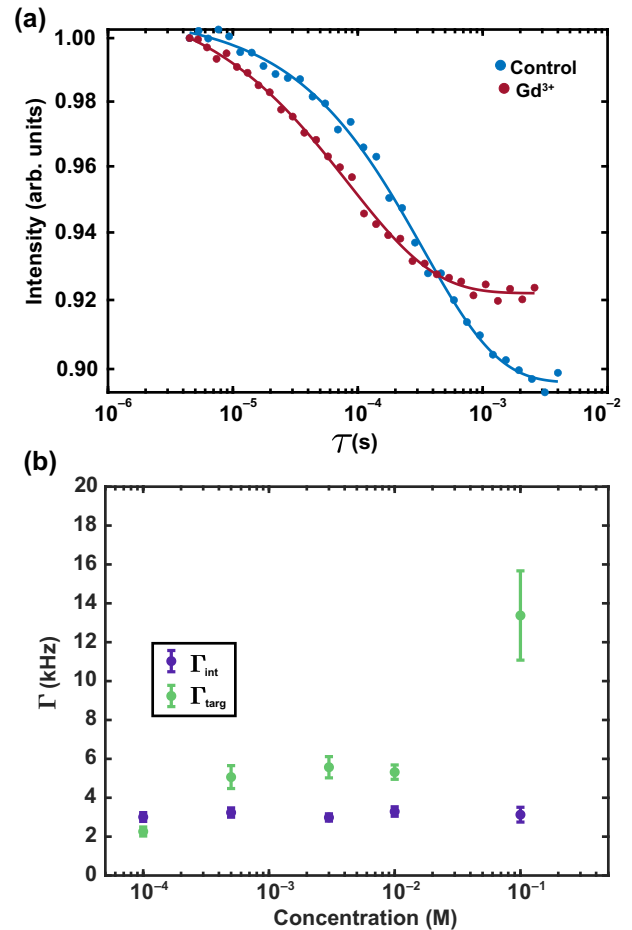 (a)
1.00
0.98
0.96
0.94
0.92
0.90
Intensity (arb. units)
Control
Gd³⁺
10⁻⁶ 10⁻⁵ 10⁻⁴ 10⁻³ 10⁻²
τ(s)
(b)
20
18
16
14
12
10
8
6
4
2
0
Γ (kHz)
Γint
Γtarg
10⁻⁴ 10⁻³ 10⁻² 10⁻¹
Concentration (M)